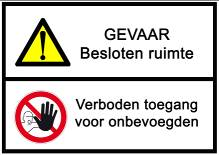 GEVAAR
Besloten ruimte
Verboden toegang
voor onbevoegden